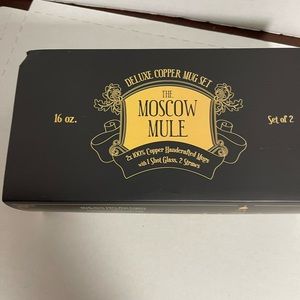 DELUXE COPPER MUG SET
THE
MOSCOW
MULE
16 oz.
Set of 2
2x 100% Copper Handcrafted Mugs
with 1 Shot Glass, 2 Straws